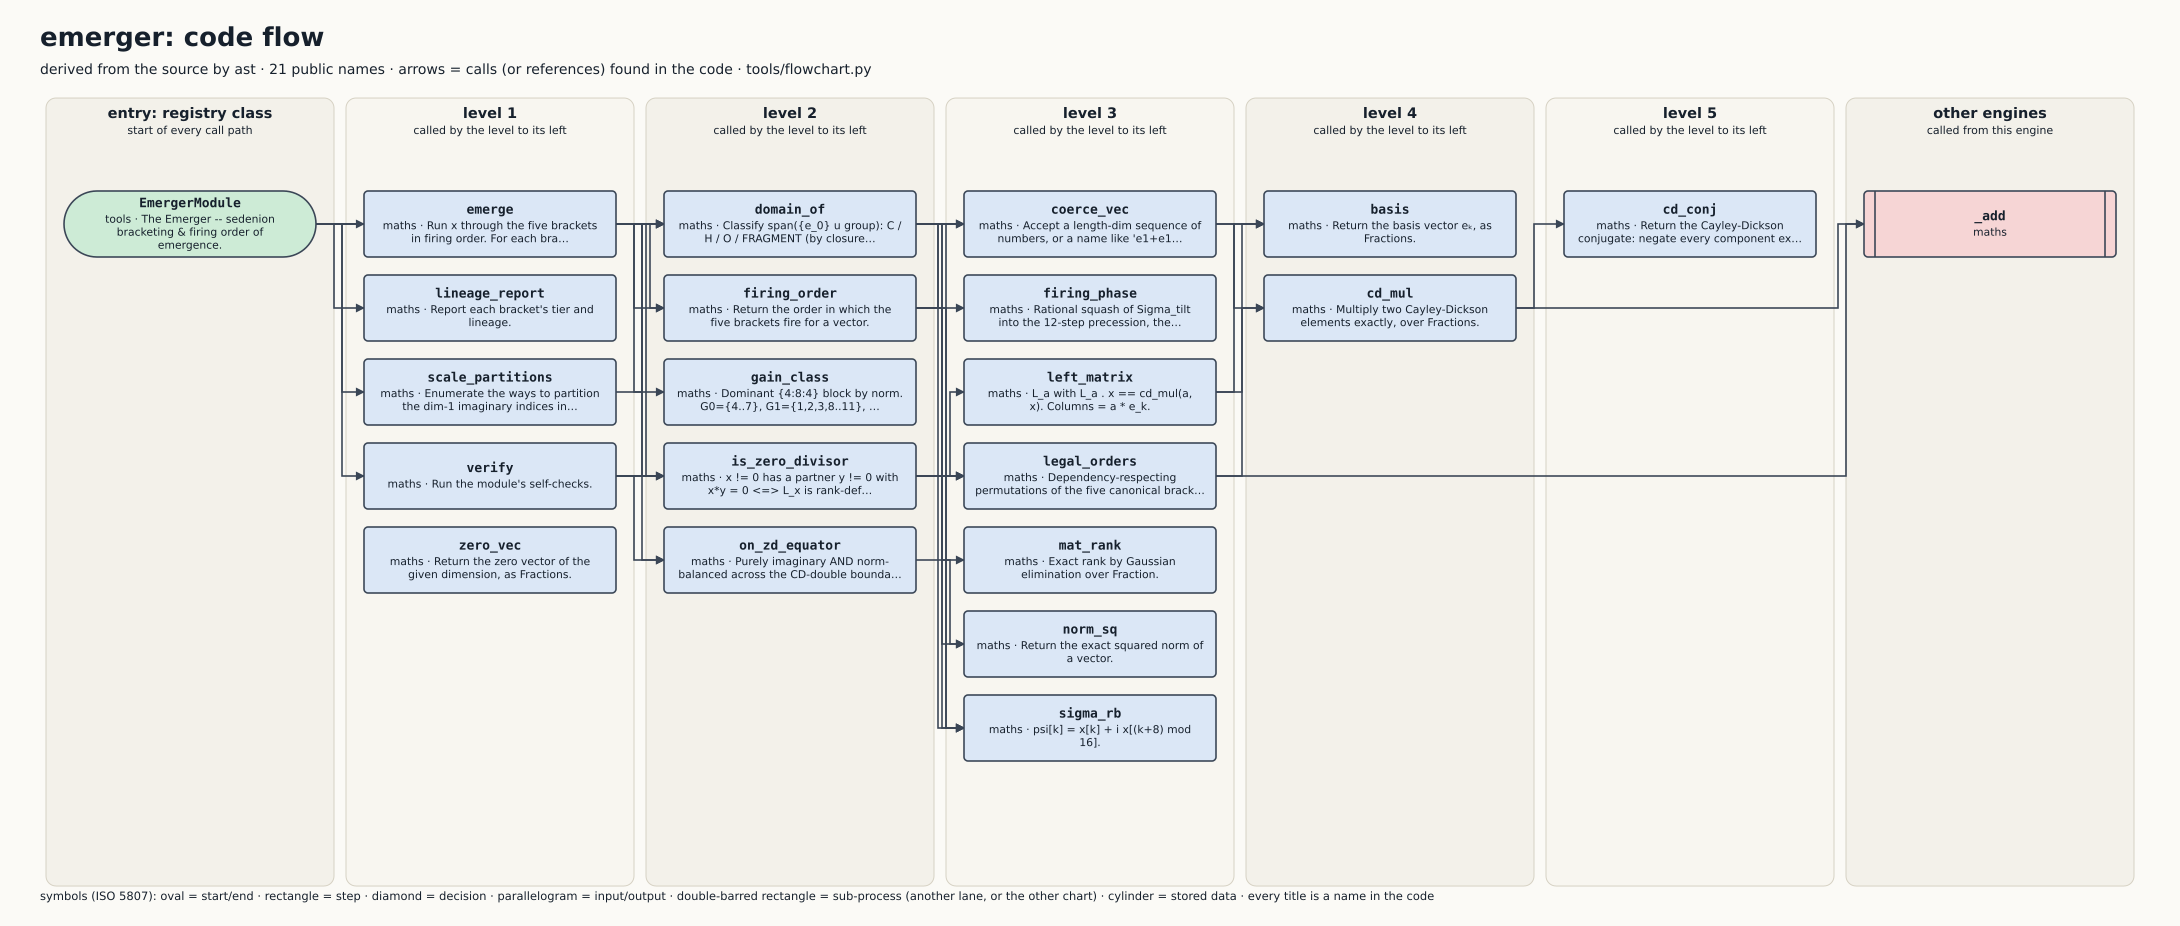 emerger: code flow
derived from the source by ast · 21 public names · arrows = calls (or references) found in the code · tools/flowchart.py
entry: registry class
start of every call path
EmergerModule
tools · The Emerger -- sedenion
bracketing & firing order of
emergence.
level 1
called by the level to its left
emerge
maths · Run x through the five brackets
in firing order. For each bra…
lineage_report
maths · Report each bracket's tier and
lineage.
scale_partitions
maths · Enumerate the ways to partition
the dim-1 imaginary indices in…
verify
maths · Run the module's self-checks.
zero_vec
maths · Return the zero vector of the
given dimension, as Fractions.
level 2
called by the level to its left
domain_of
maths · Classify span({e_0} u group): C /
H / O / FRAGMENT (by closure…
firing_order
maths · Return the order in which the
five brackets fire for a vector.
gain_class
maths · Dominant {4:8:4} block by norm.
G0={4..7}, G1={1,2,3,8..11}, …
is_zero_divisor
maths · x != 0 has a partner y != 0 with
x*y = 0 <=> L_x is rank-def…
on_zd_equator
maths · Purely imaginary AND norm-
balanced across the CD-double bounda…
level 3
called by the level to its left
coerce_vec
maths · Accept a length-dim sequence of
numbers, or a name like 'e1+e1…
firing_phase
maths · Rational squash of Sigma_tilt
into the 12-step precession, the…
left_matrix
maths · L_a with L_a . x == cd_mul(a,
x). Columns = a * e_k.
legal_orders
maths · Dependency-respecting
permutations of the five canonical brack…
mat_rank
maths · Exact rank by Gaussian
elimination over Fraction.
norm_sq
maths · Return the exact squared norm of
a vector.
sigma_rb
maths · psi[k] = x[k] + i x[(k+8) mod
16].
level 4
called by the level to its left
basis
maths · Return the basis vector eₖ, as
Fractions.
cd_mul
maths · Multiply two Cayley-Dickson
elements exactly, over Fractions.
level 5
called by the level to its left
cd_conj
maths · Return the Cayley-Dickson
conjugate: negate every component ex…
other engines
called from this engine
_add
maths
symbols (ISO 5807): oval = start/end · rectangle = step · diamond = decision · parallelogram = input/output · double-barred rectangle = sub-process (another lane, or the other chart) · cylinder = stored data · every title is a name in the code